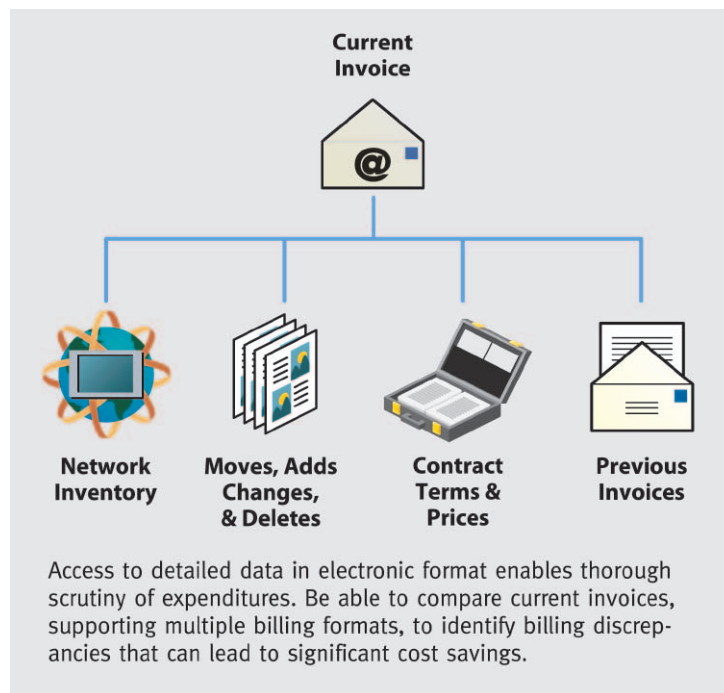 Current
Invoice
@
Network
Inventory
Moves, Adds
Changes,
& Deletes
Contract
Terms &
Prices
Previous
Invoices
Access to detailed data in electronic format enables thorough
scrutiny of expenditures. Be able to compare current invoices,
supporting multiple billing formats, to identify billing discrep-
ancies that can lead to significant cost savings.